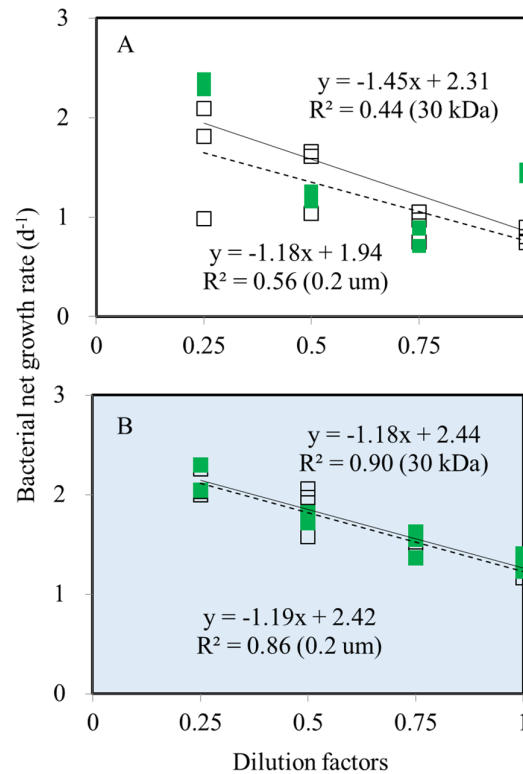 A
y = -1.45x + 2.31
R² = 0.44 (30 kDa)
y = -1.18x + 1.94
R² = 0.56 (0.2 um)
3
2
1
0
0
0.25
0.5
0.75
Bacterial net growth rate (d⁻¹)
B
y = -1.18x + 2.44
R² = 0.90 (30 kDa)
y = -1.19x + 2.42
R² = 0.86 (0.2 um)
3
2
1
0
0
0.25
0.5
0.75
1
Dilution factors